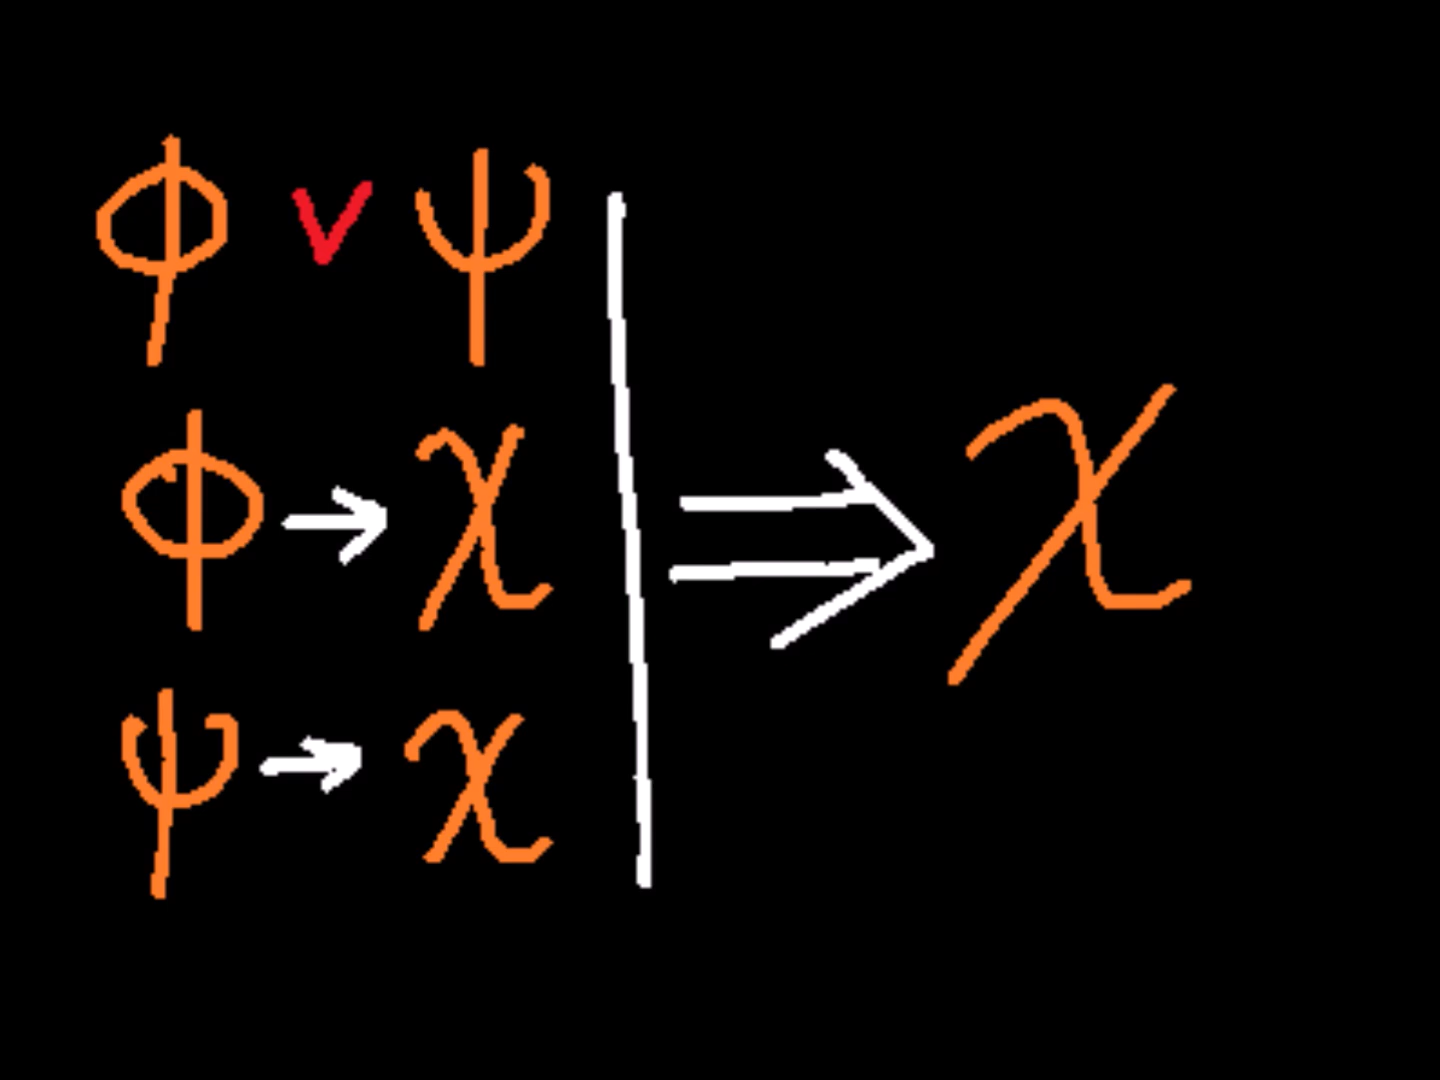 ϕ ∨ ψ
ϕ → χ
ψ → χ
⇒ χ